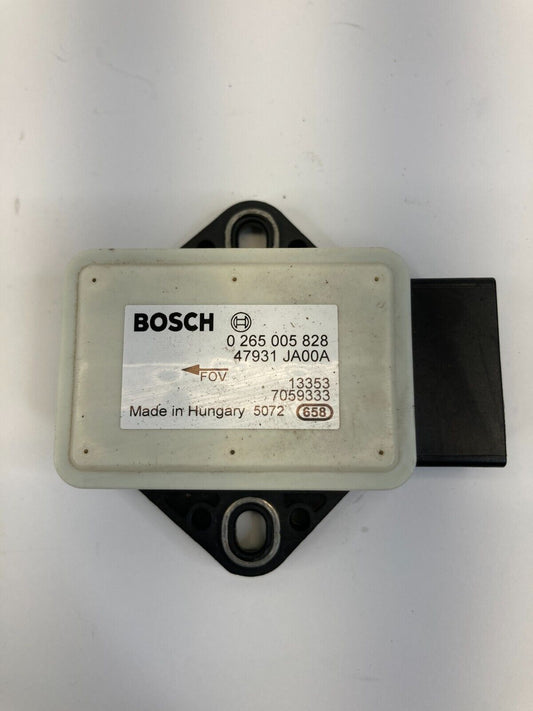 BOSCH
0 265 005 828
47931 JA00A
FOV
13353
7059333
Made in Hungary 5072 658